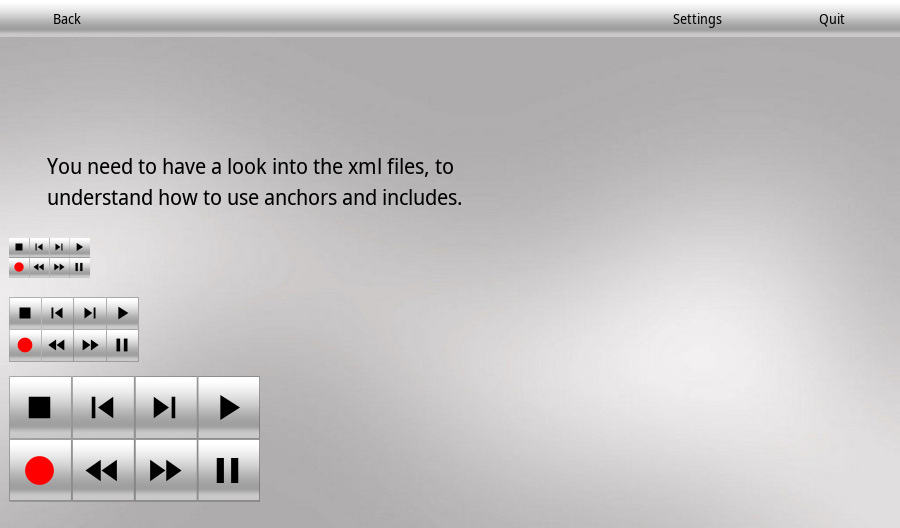 Back
Settings
Quit
You need to have a look into the xml files, to
understand how to use anchors and includes.